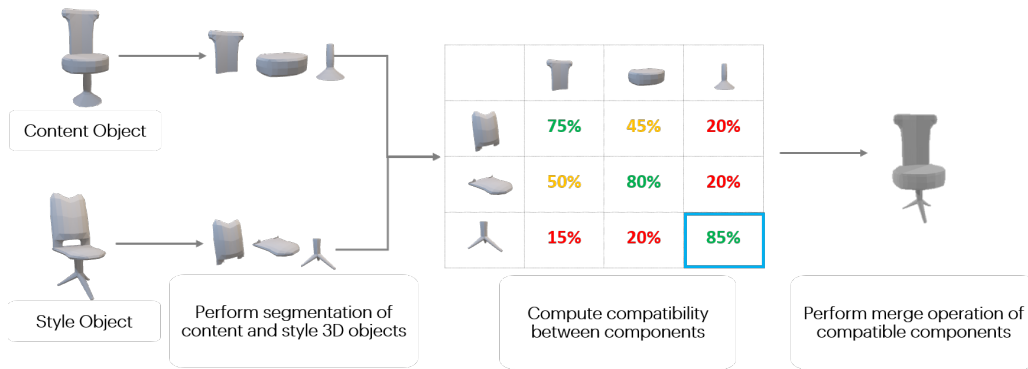 Content Object
75% 45% 20%
50% 80% 20%
15% 20% 85%
Style Object
Perform segmentation of
content and style 3D objects
Compute compatibility
between components
Perform merge operation of
compatible components